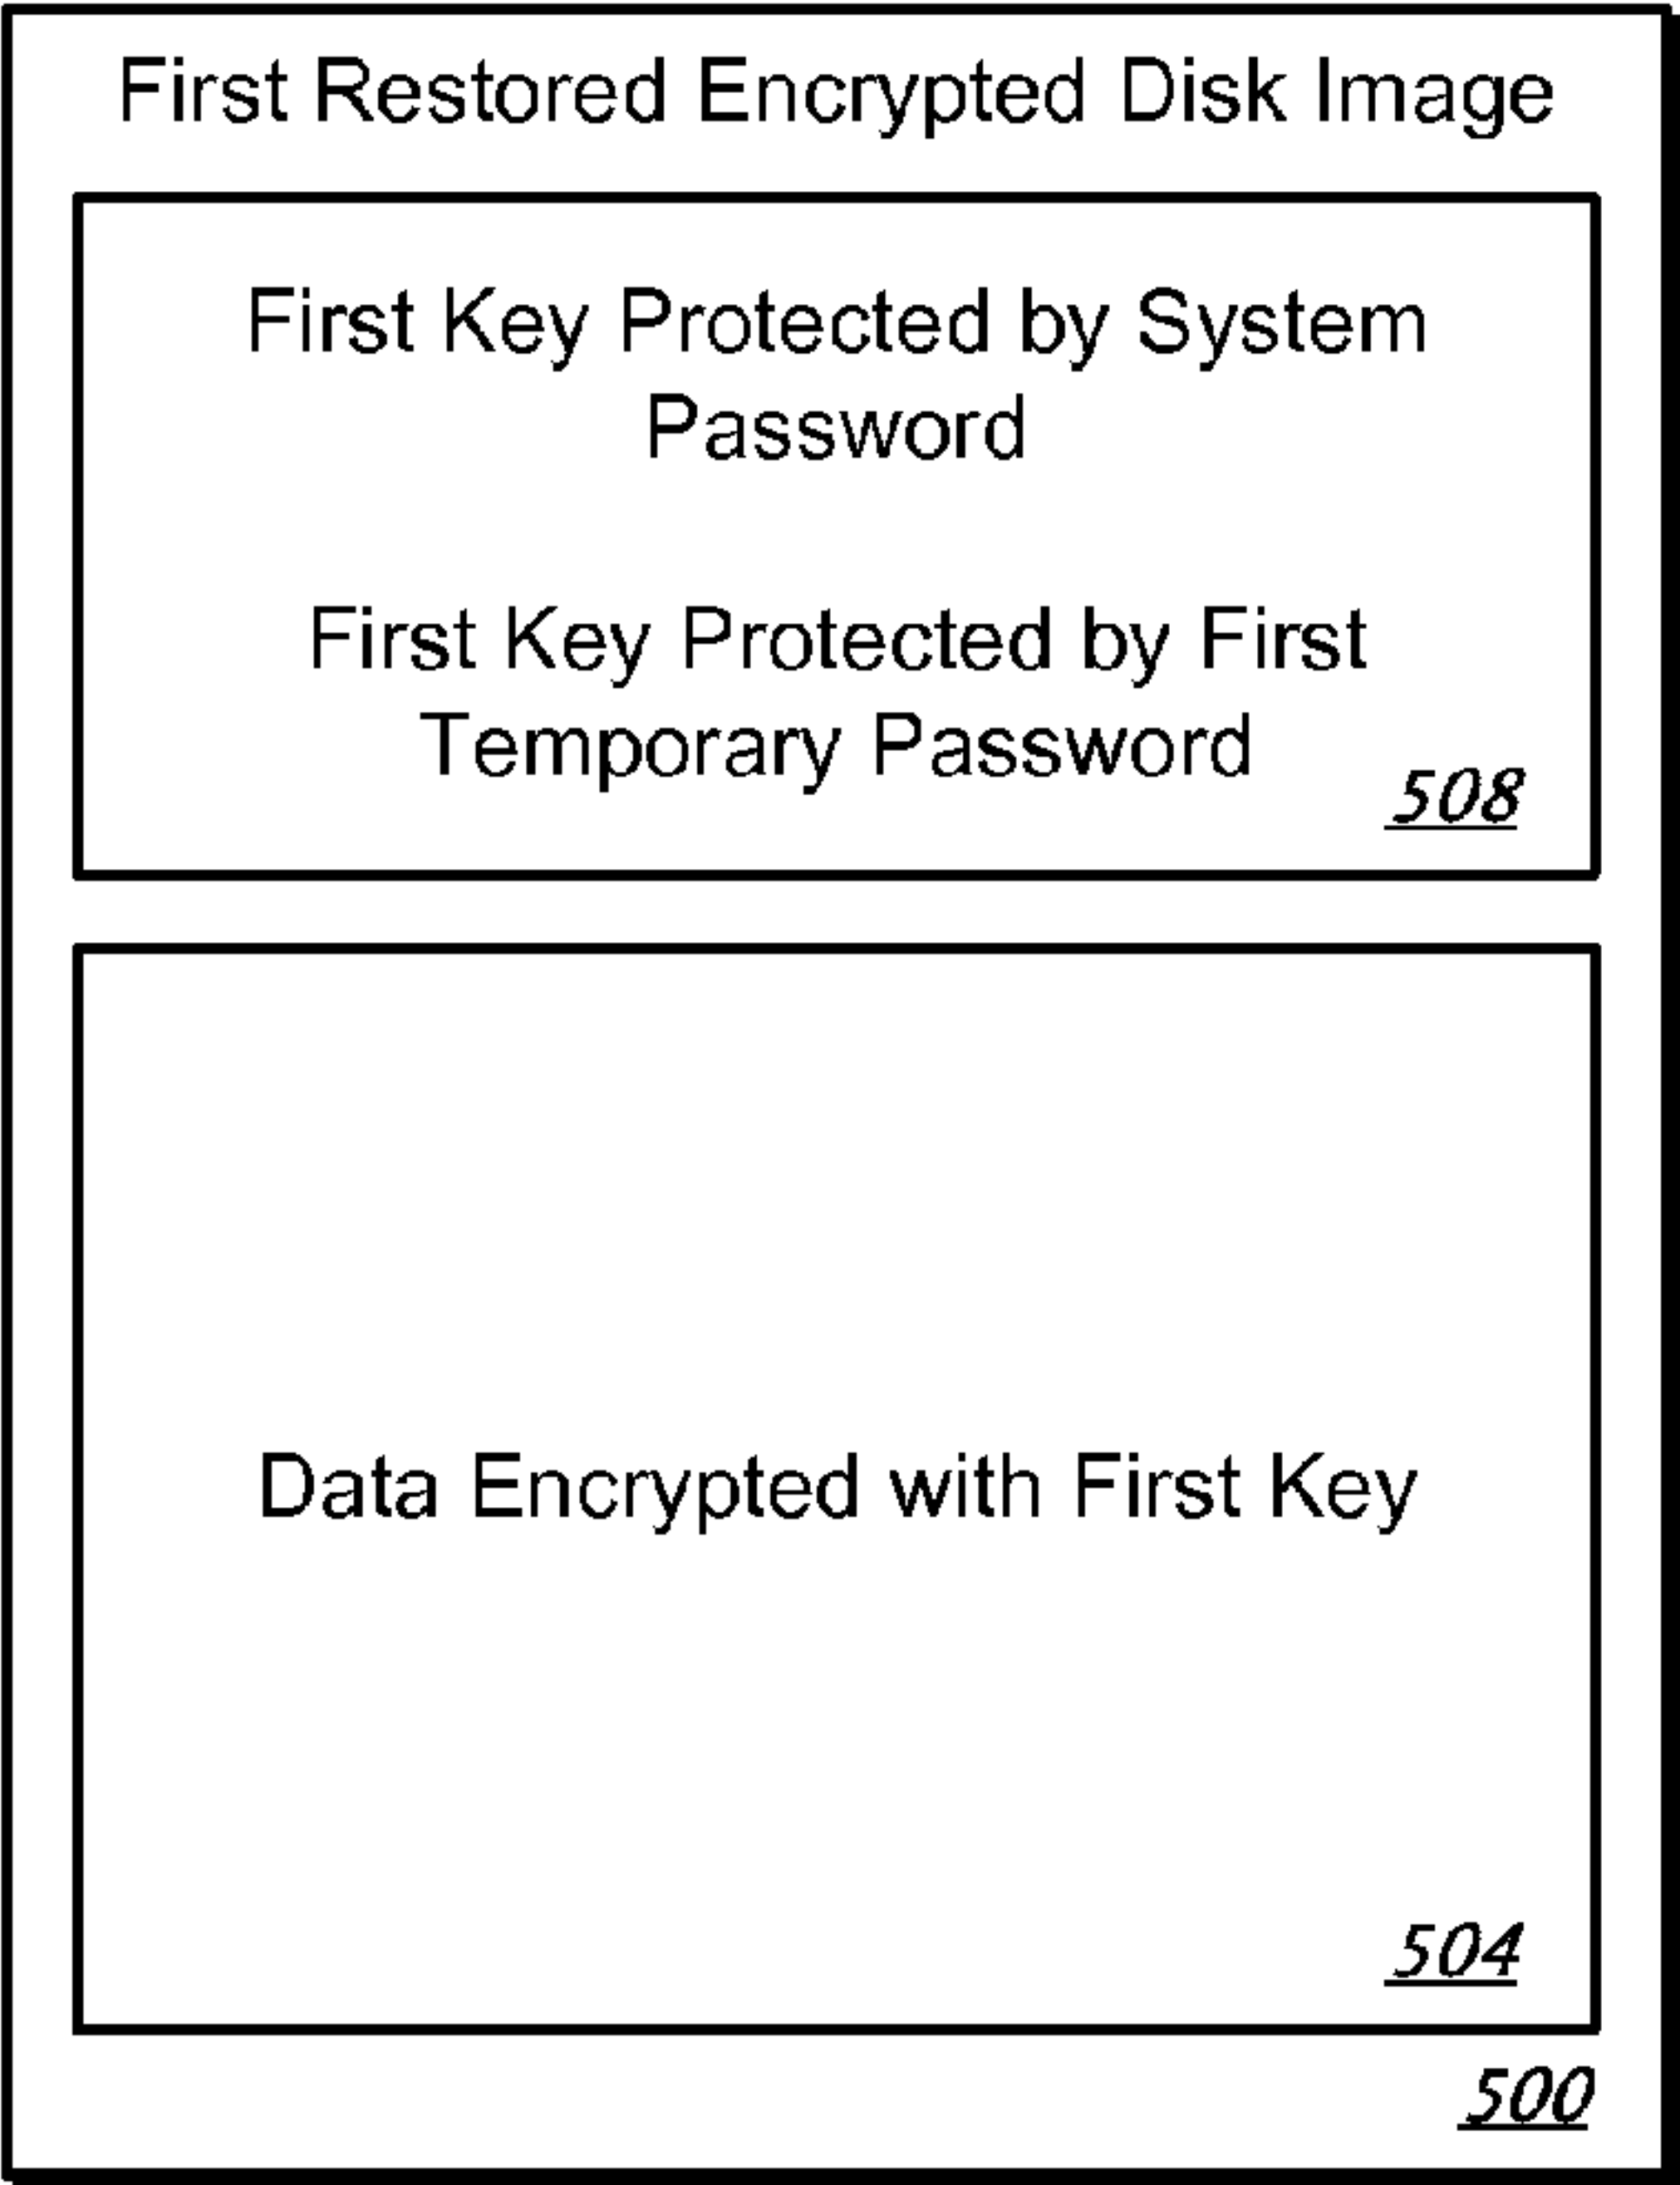 First Restored Encrypted Disk Image
First Key Protected by System
Password
First Key Protected by First
Temporary Password
508
Data Encrypted with First Key
504
500